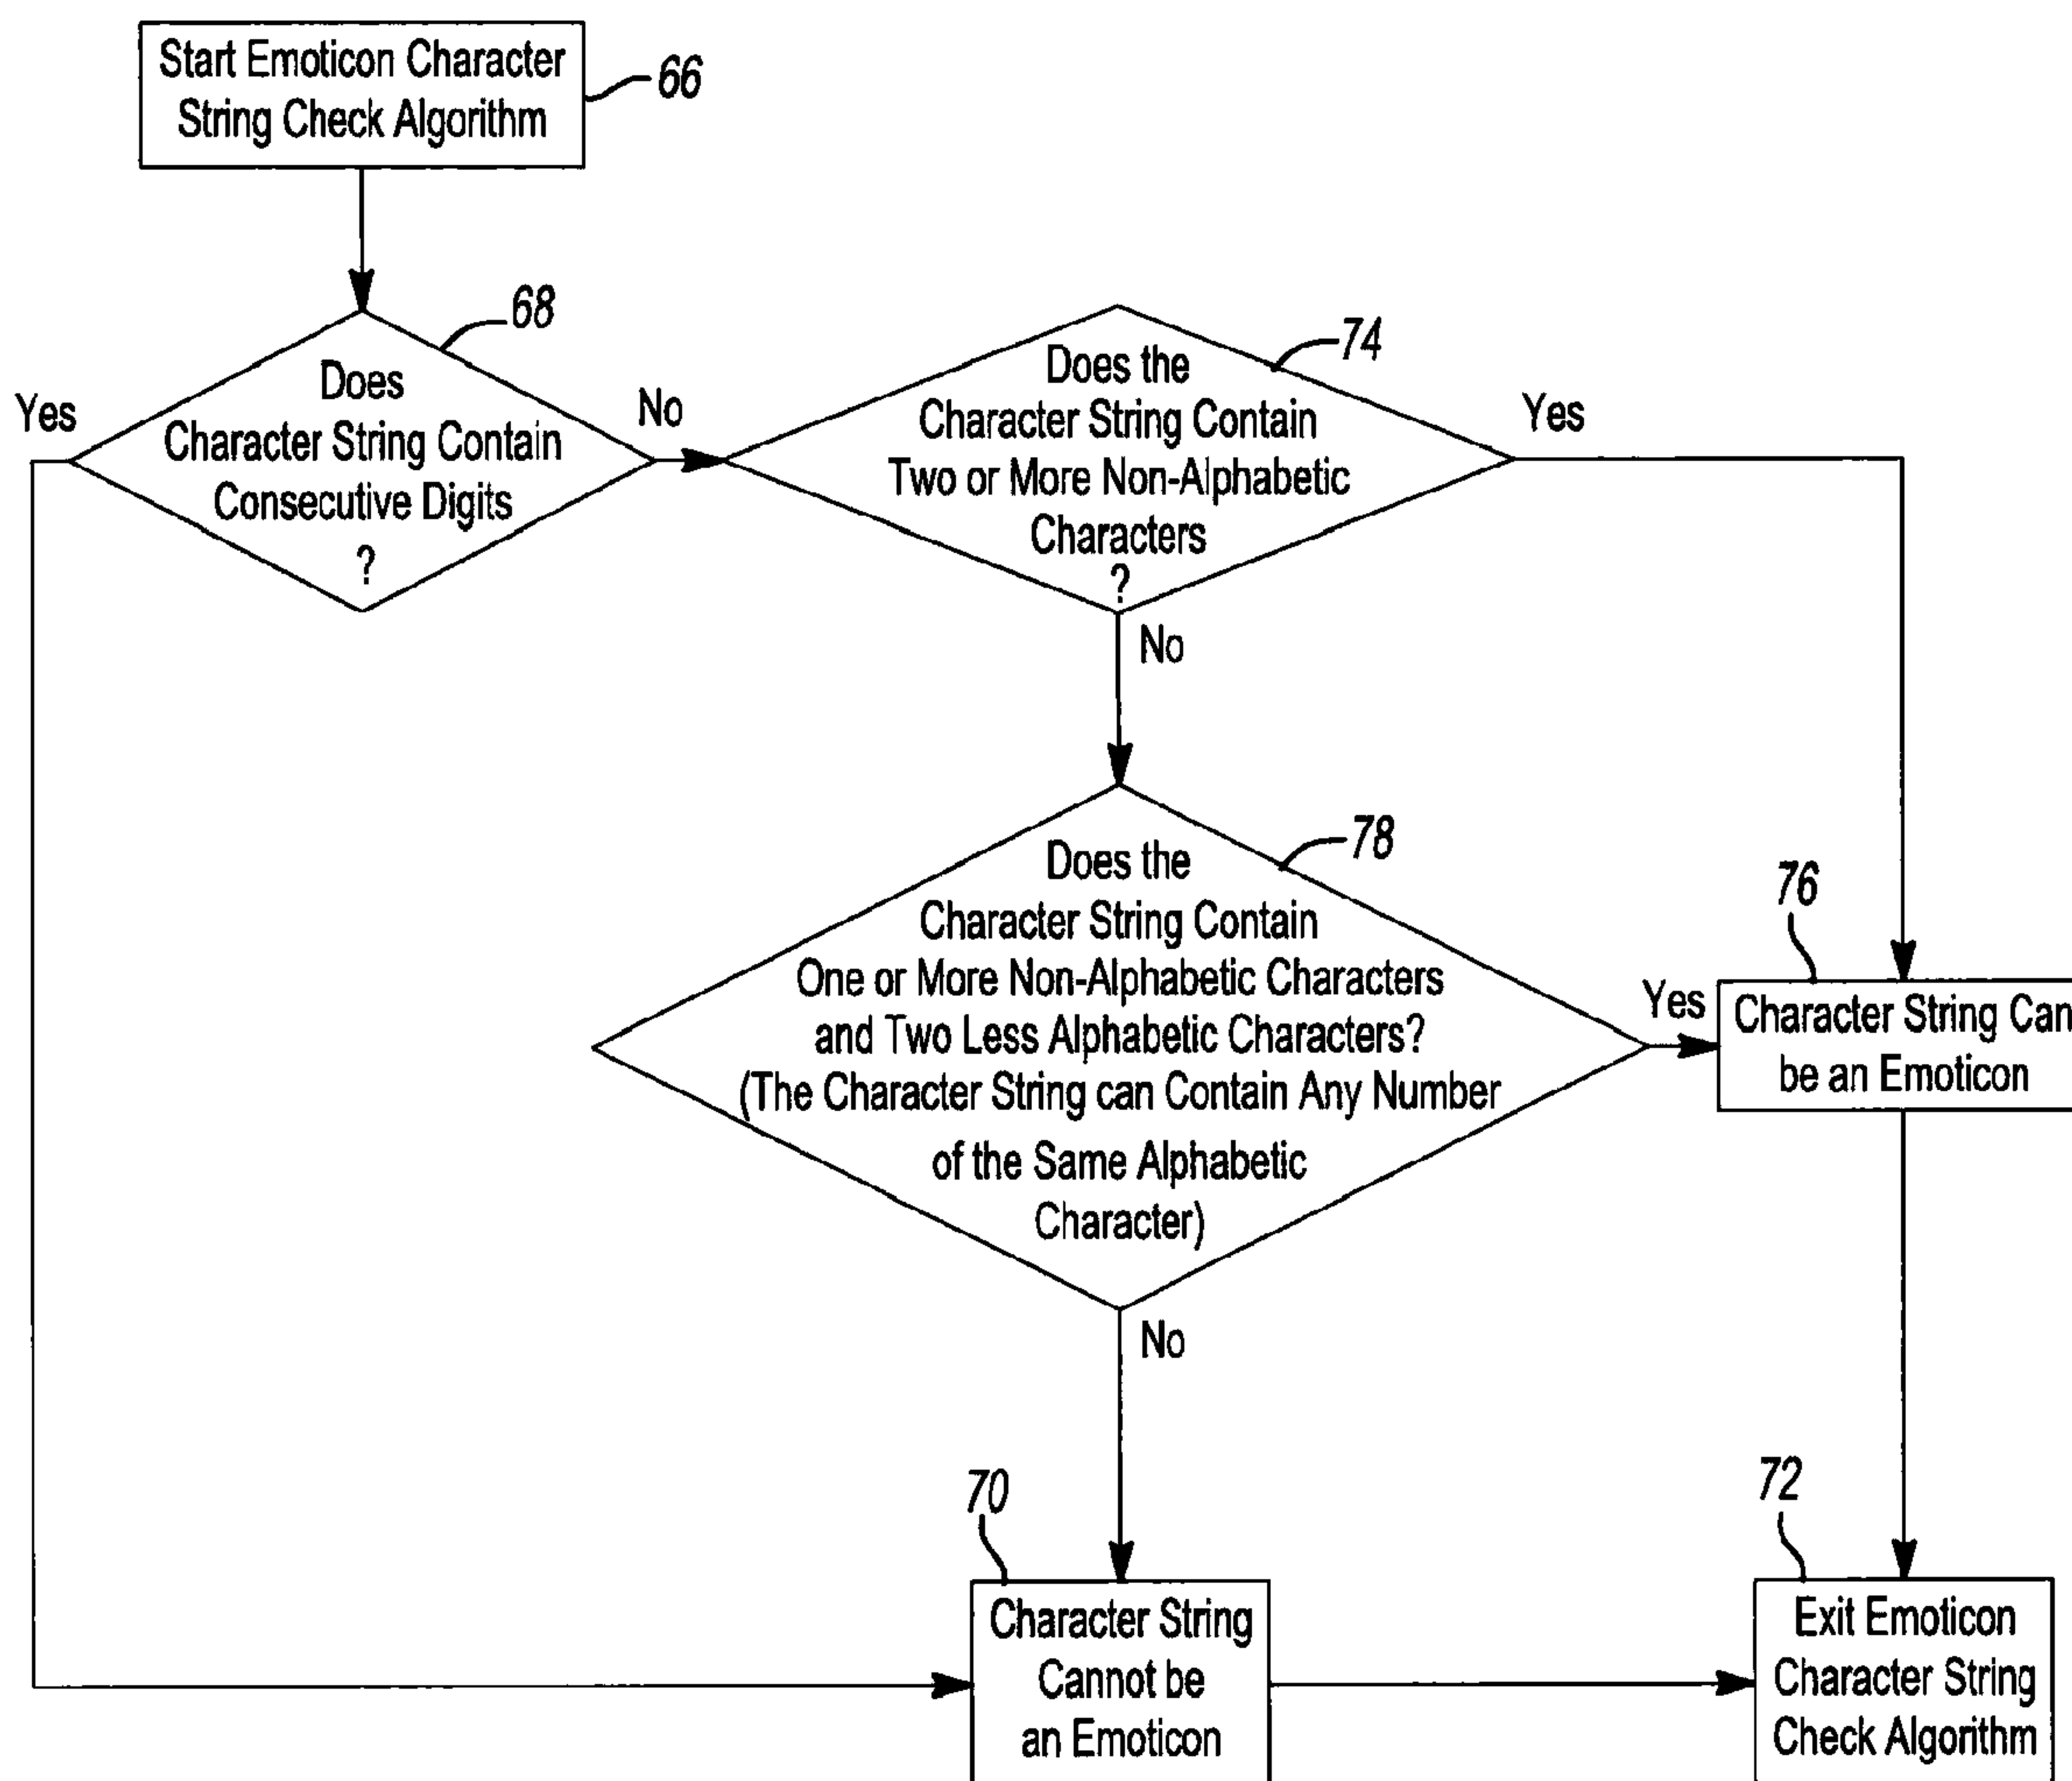 Start Emoticon Character
String Check Algorithm
66
68
Does
Character String Contain
Consecutive Digits
?
Yes
No
74
Does the
Character String Contain
Two or More Non-Alphabetic
Characters
?
Yes
No
78
Does the
Character String Contain
One or More Non-Alphabetic Characters
and Two Less Alphabetic Characters?
(The Character String can Contain Any Number
of the Same Alphabetic
Character)
Yes
No
76
Character String Can
be an Emoticon
70
Character String
Cannot be
an Emoticon
72
Exit Emoticon
Character String
Check Algorithm